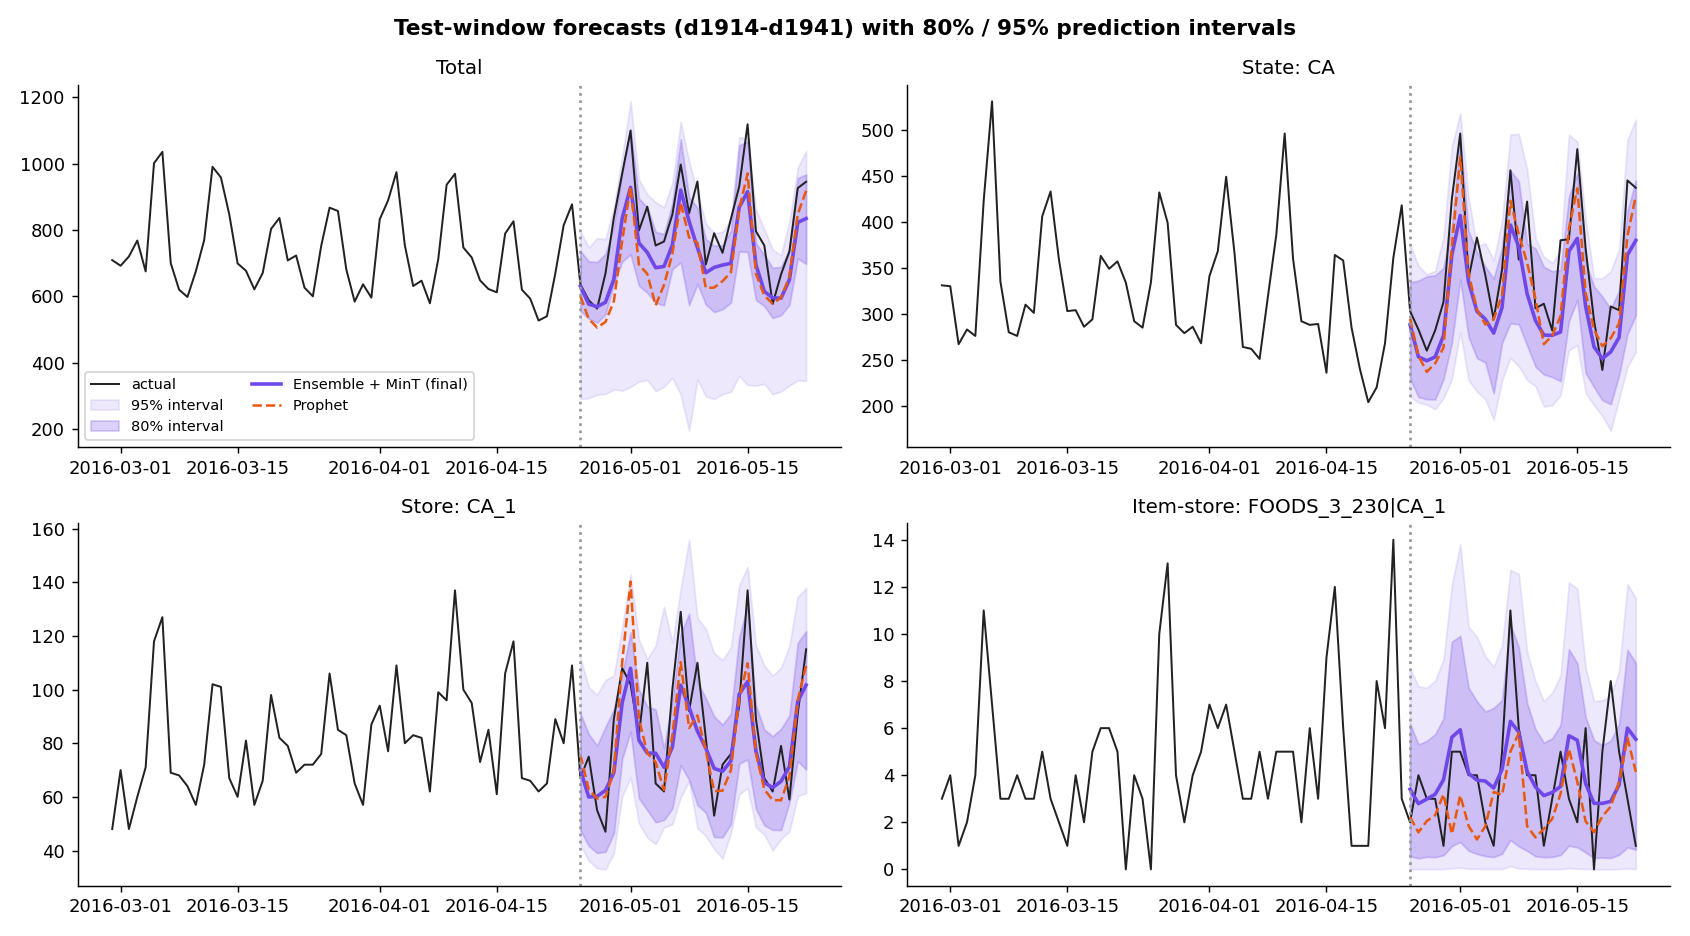 Test-window forecasts (d1914-d1941) with 80% / 95% prediction intervals
Total
1200
1000
800
600
400
200
actual
95% interval
80% interval
Ensemble + MinT (final)
Prophet
2016-03-01 2016-03-15 2016-04-01 2016-04-15 2016-05-01 2016-05-15
State: CA
500
450
400
350
300
250
200
2016-03-01 2016-03-15 2016-04-01 2016-04-15 2016-05-01 2016-05-15
Store: CA_1
160
140
120
100
80
60
40
2016-03-01 2016-03-15 2016-04-01 2016-04-15 2016-05-01 2016-05-15
Item-store: FOODS_3_230|CA_1
14
12
10
8
6
4
2
0
2016-03-01 2016-03-15 2016-04-01 2016-04-15 2016-05-01 2016-05-15